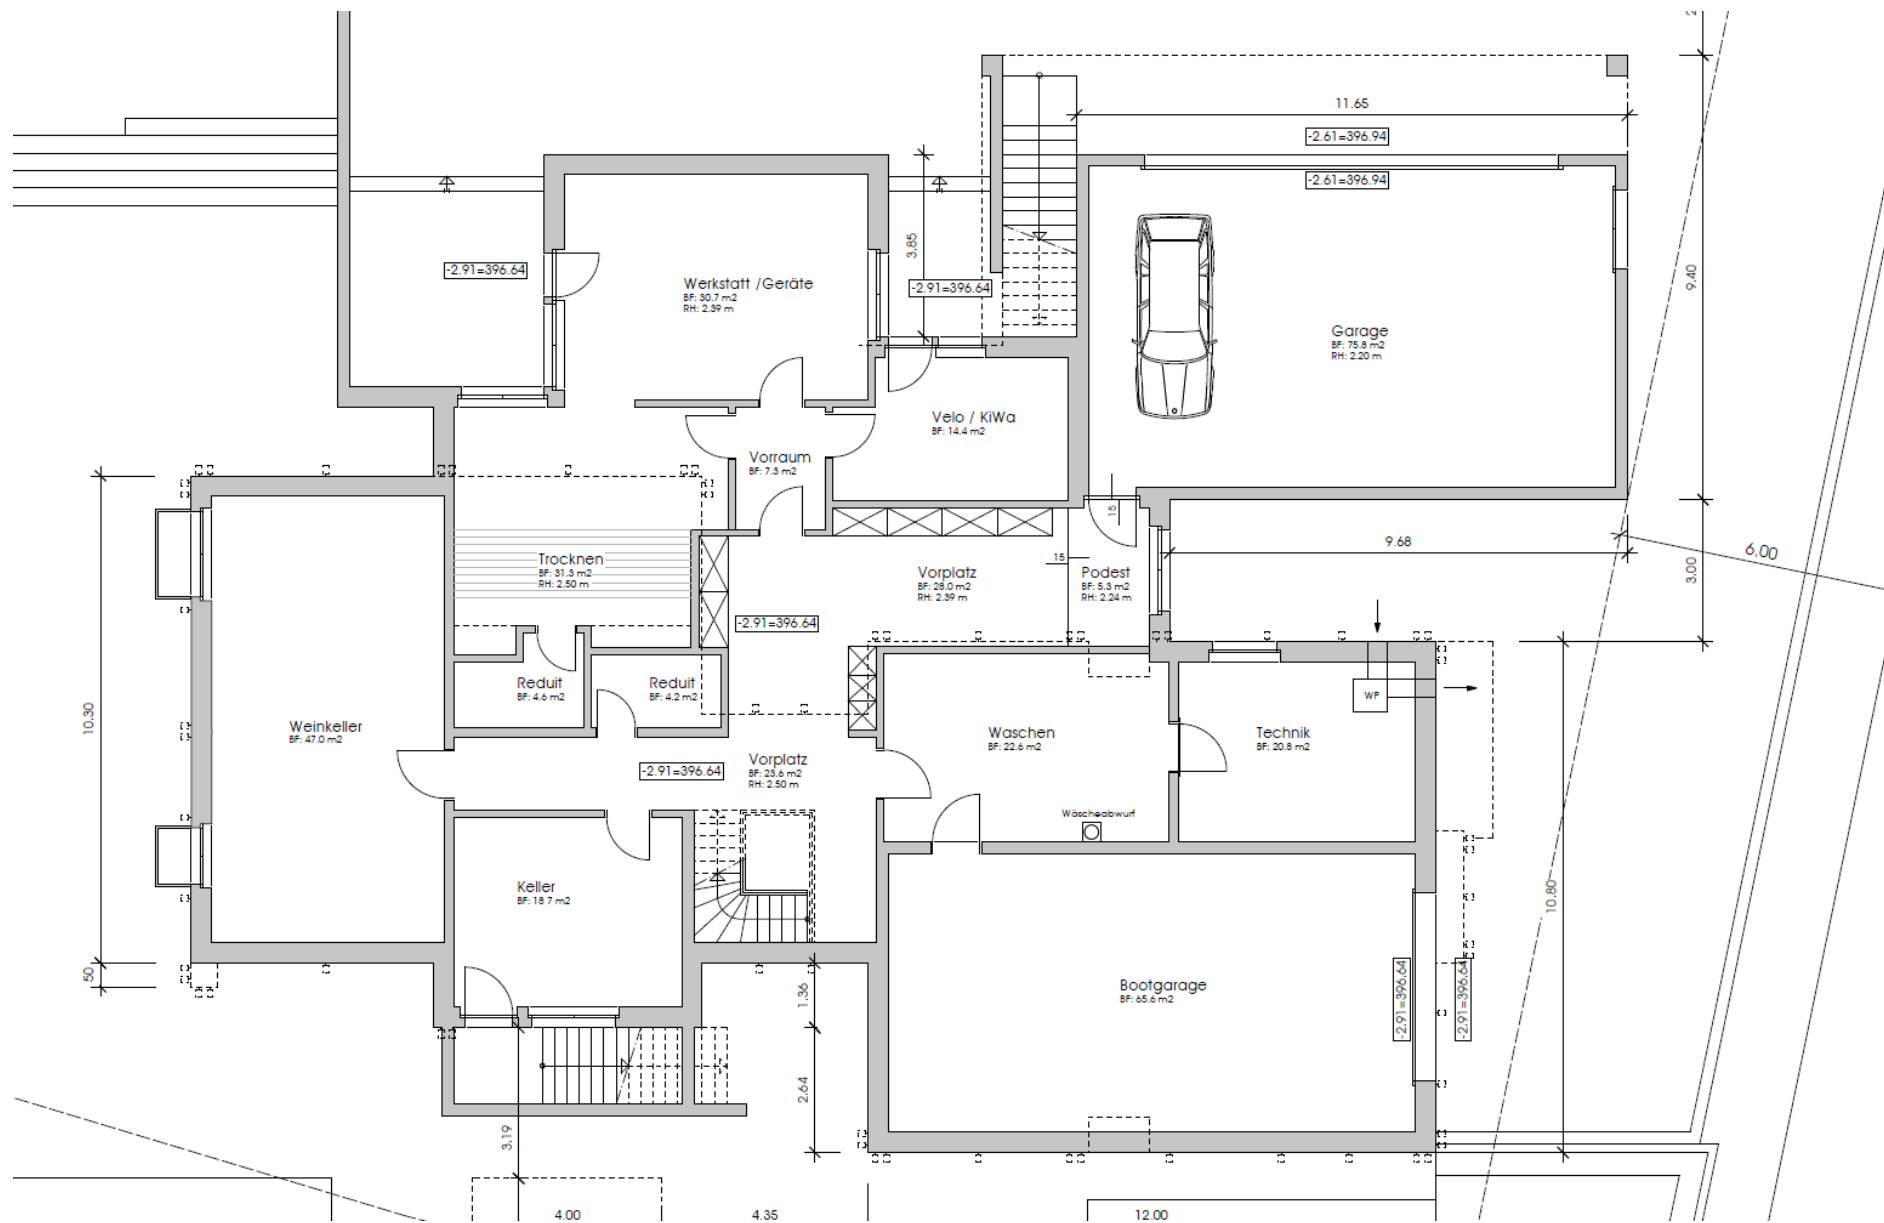 11.65
-2.61=396.94
-2.61=396.94
3.85
-2.91=396.64
-2.91=396.64
Werkstatt /Geräte
BF: 30.7 m2
RH: 2.39 m
9.40
Garage
BF: 75.8 m2
RH: 2.20 m
Velo / KiWa
BF: 14.4 m2
Vorraum
BF: 7.3 m2
15
9.68
6.00
3.00
15
Trocknen
BF: 31.3 m2
RH: 2.50 m
Vorplatz
BF: 28.0 m2
RH: 2.39 m
Podest
BF: 5.3 m2
RH: 2.24 m
-2.91=396.64
Reduit
BF: 4.6 m2
Reduit
BF: 4.2 m2
WP
10.30
Weinkeller
BF: 47.0 m2
Waschen
BF: 22.6 m2
Technik
BF: 20.8 m2
-2.91=396.64
Vorplatz
BF: 23.6 m2
RH: 2.50 m
Wäscheabwurf
Keller
BF: 18 7 m2
10.80
50
1.36
Bootgarage
BF: 65.6 m2
-2.91=396.64
-2.91=396.64
2.64
3.19
4.00
4.35
12.00